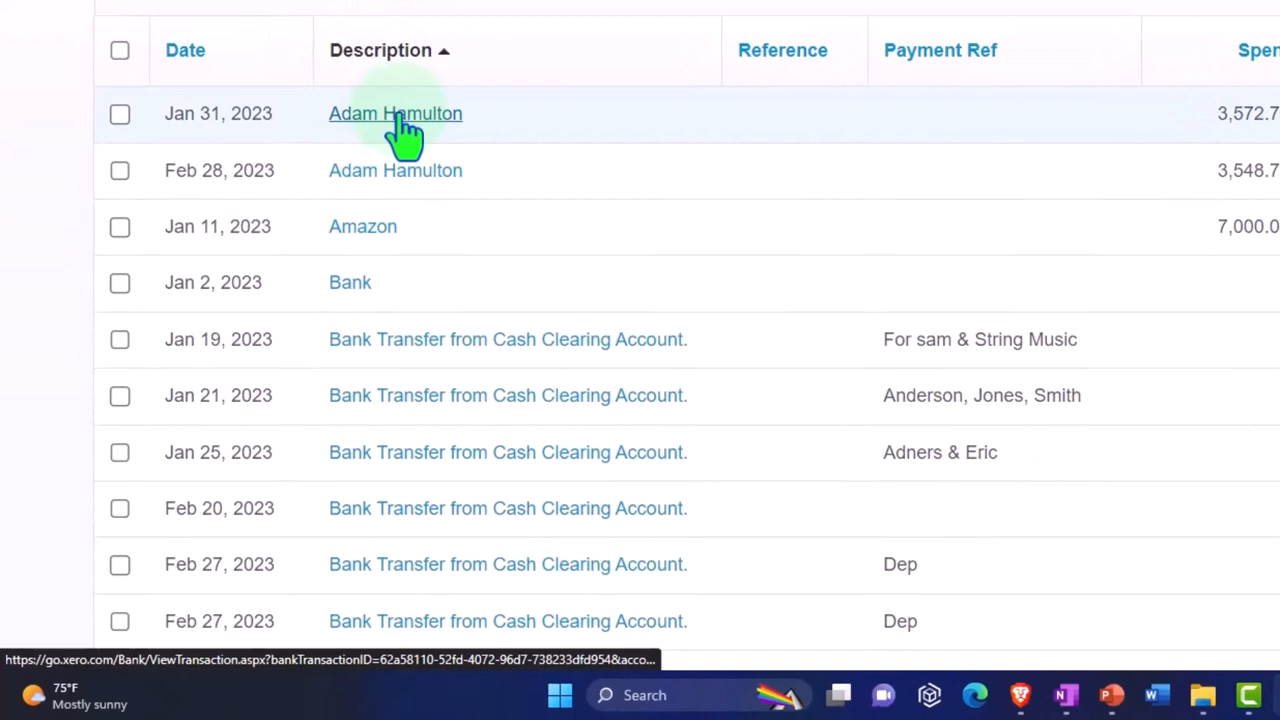 Date Description Reference Payment Ref Spen
Jan 31, 2023 Adam Hamulton 3,572.7
Feb 28, 2023 Adam Hamulton 3,548.7
Jan 11, 2023 Amazon 7,000.0
Jan 2, 2023 Bank
Jan 19, 2023 Bank Transfer from Cash Clearing Account. For sam & String Music
Jan 21, 2023 Bank Transfer from Cash Clearing Account. Anderson, Jones, Smith
Jan 25, 2023 Bank Transfer from Cash Clearing Account. Adners & Eric
Feb 20, 2023 Bank Transfer from Cash Clearing Account.
Feb 27, 2023 Bank Transfer from Cash Clearing Account. Dep
Feb 27, 2023 Bank Transfer from Cash Clearing Account. Dep
https://go.xero.com/Bank/ViewTransaction.aspx?bankTransactionID=62a58110-52fd-4072-96d7-738233dfd954&acco...
75°F
Mostly sunny
Search